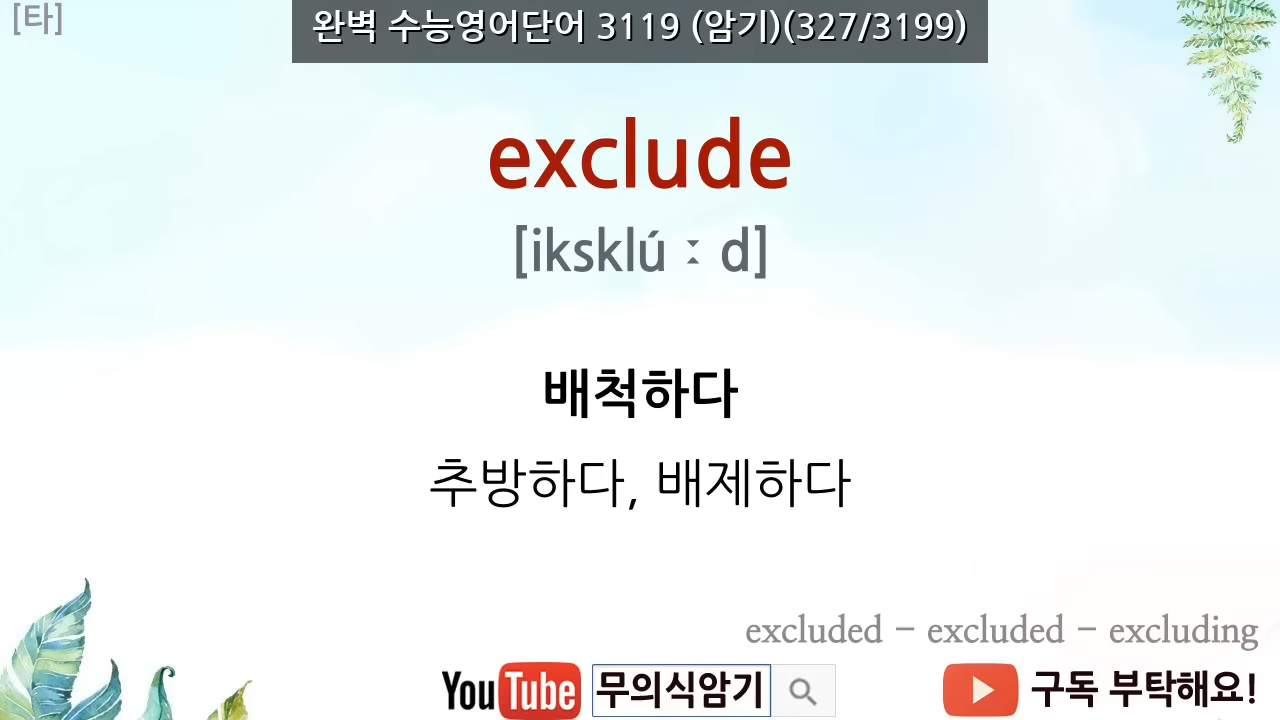 [타]
완벽 수능영어단어 3119 (암기)(327/3199)
exclude
[iksklúːd]
배척하다
추방하다, 배제하다
excluded - excluded - excluding
YouTube 무의식암기 구독 부탁해요!